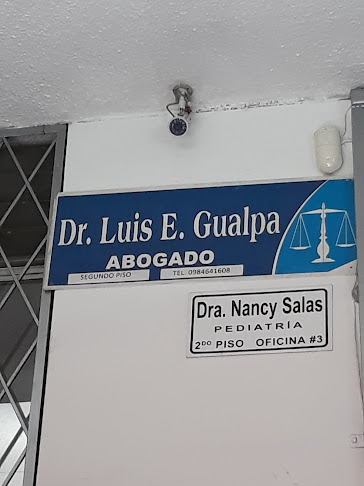 Dr. Luis E. Gualpa
ABOGADO
SEGUNDO PISO TEL. 0984641608
Dra. Nancy Salas
PEDIATRÍA
2DO PISO OFICINA #3